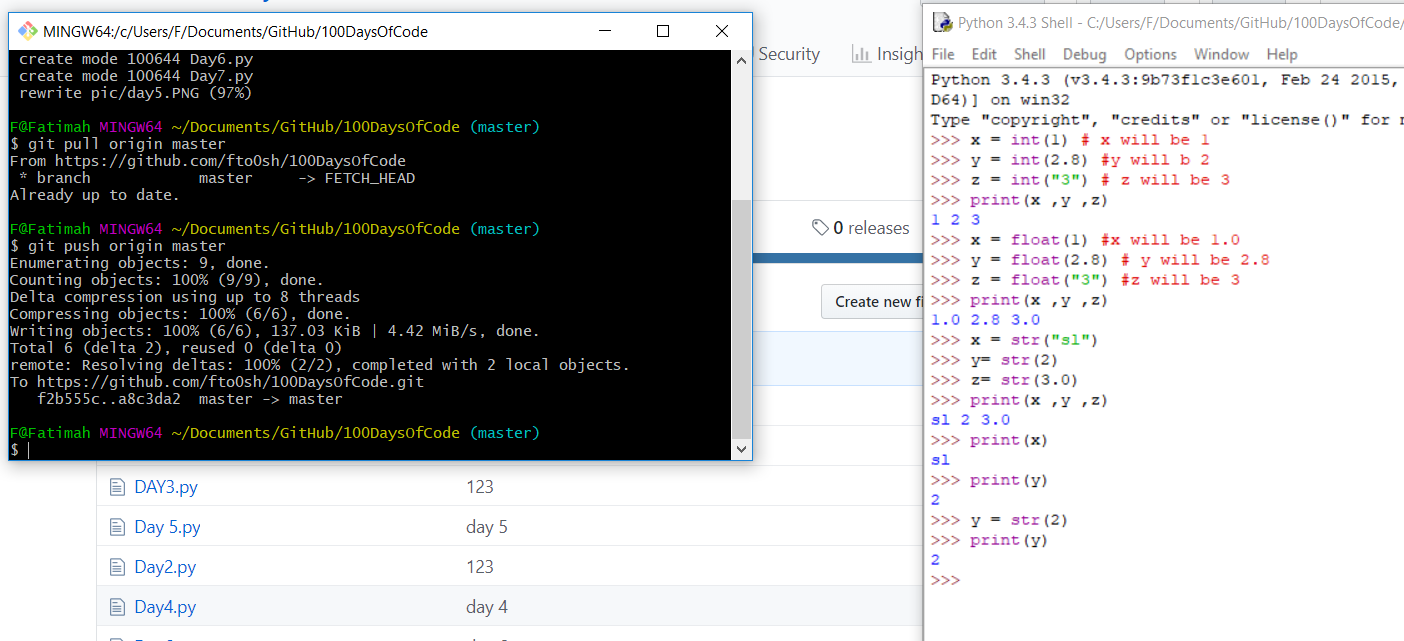 MINGW64:/c/Users/F/Documents/GitHub/100DaysOfCode
create mode 100644 Day6.py
create mode 100644 Day7.py
rewrite pic/day5.PNG (97%)
F@Fatimah MINGW64 ~/Documents/GitHub/100DaysOfCode (master)
$ git pull origin master
From https://github.com/fto0sh/100DaysOfCode
* branch master -> FETCH_HEAD
Already up to date.
F@Fatimah MINGW64 ~/Documents/GitHub/100DaysOfCode (master)
$ git push origin master
Enumerating objects: 9, done.
Counting objects: 100% (9/9), done.
Delta compression using up to 8 threads
Compressing objects: 100% (6/6), done.
Writing objects: 100% (6/6), 137.03 KiB | 4.42 MiB/s, done.
Total 6 (delta 2), reused 0 (delta 0)
remote: Resolving deltas: 100% (2/2), completed with 2 local objects.
To https://github.com/fto0sh/100DaysOfCode.git
f2b555c..a8c3da2 master -> master
F@Fatimah MINGW64 ~/Documents/GitHub/100DaysOfCode (master)
$
Security Insigh
0 releases
Create new fi
DAY3.py 123
Day 5.py day 5
Day2.py 123
Day4.py day 4
Python 3.4.3 Shell - C:/Users/F/Documents/GitHub/100DaysOfCode/
File Edit Shell Debug Options Window Help
Python 3.4.3 (v3.4.3:9b73f1c3e601, Feb 24 2015,
D64)] on win32
Type "copyright", "credits" or "license()" for
>>> x = int(1) # x will be 1
>>> y = int(2.8) #y will b 2
>>> z = int("3") # z will be 3
>>> print(x ,y ,z)
1 2 3
>>> x = float(1) #x will be 1.0
>>> y = float(2.8) # y will be 2.8
>>> z = float("3") #z will be 3
>>> print(x ,y ,z)
1.0 2.8 3.0
>>> x = str("sl")
>>> y= str(2)
>>> z= str(3.0)
>>> print(x ,y ,z)
sl 2 3.0
>>> print(x)
sl
>>> print(y)
2
>>> y = str(2)
>>> print(y)
2
>>>